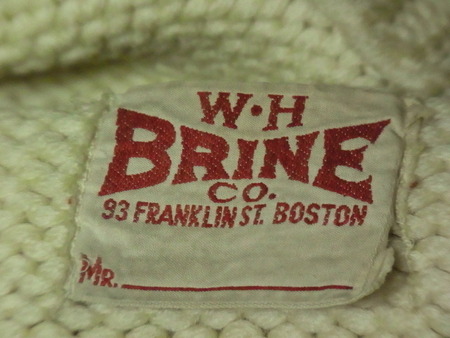 W·H
BRINE
CO.
93 FRANKLIN ST. BOSTON
MR.